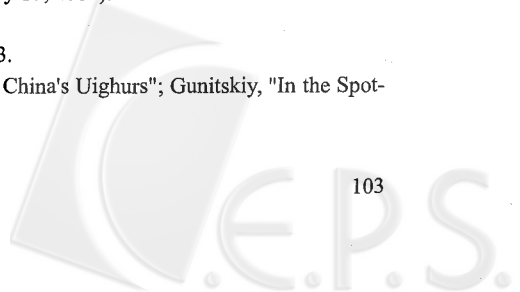 3.
China's Uighurs"; Gunitskiy, "In the Spot-
103
C.E.P.S.